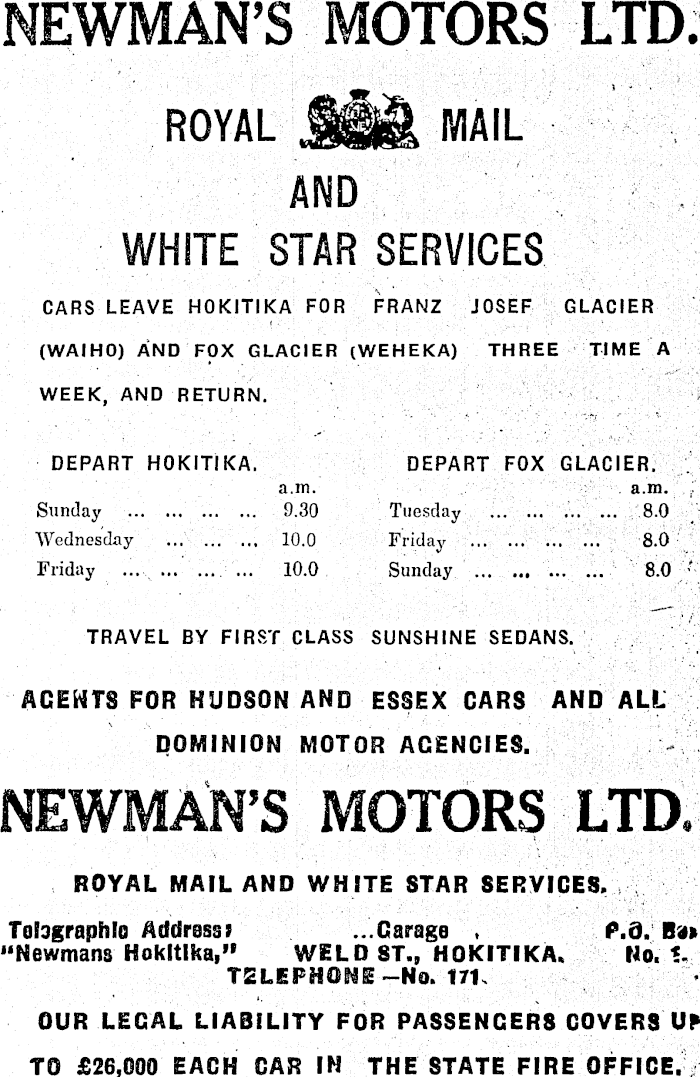 NEWMAN'S MOTORS LTD.
ROYAL MAIL
AND
WHITE STAR SERVICES
CARS LEAVE HOKITIKA FOR FRANZ JOSEF GLACIER
(WAIHO) AND FOX GLACIER (WEHEKA) THREE TIME A
WEEK, AND RETURN.
DEPART HOKITIKA. DEPART FOX GLACIER.
a.m. a.m.
Sunday ... ... ... ... 9.30 Tuesday ... ... ... ... 8.0
Wednesday ... ... ... 10.0 Friday ... ... ... ... 8.0
Friday ... ... ... ... 10.0 Sunday ... ... ... ... 8.0
TRAVEL BY FIRST CLASS SUNSHINE SEDANS.
AGENTS FOR HUDSON AND ESSEX CARS AND ALL
DOMINION MOTOR AGENCIES.
NEWMAN'S MOTORS LTD.
ROYAL MAIL AND WHITE STAR SERVICES.
Telegraphic Address: ...Garage P.O. Box
"Newmans Hokitika," WELD ST., HOKITIKA. No.
TELEPHONE—No. 171.
OUR LEGAL LIABILITY FOR PASSENGERS COVERS UP
TO £26,000 EACH CAR IN THE STATE FIRE OFFICE.